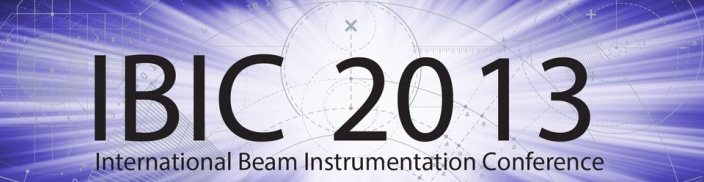 IBIC 2013
International Beam Instrumentation Conference